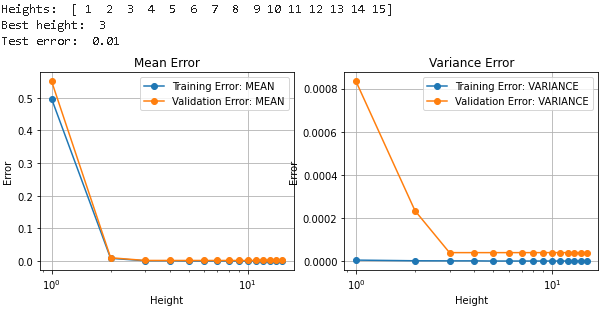 Heights:  [ 1  2  3  4  5  6  7  8  9 10 11 12 13 14 15]
Best height:  3
Test error:  0.01
Mean Error
Variance Error
Training Error: MEAN
Validation Error: MEAN
Training Error: VARIANCE
Validation Error: VARIANCE
0.5
0.4
0.3
0.2
0.1
0.0
Error
10⁰
10¹
Height
0.0008
0.0006
0.0004
0.0002
0.0000
Error
10⁰
10¹
Height